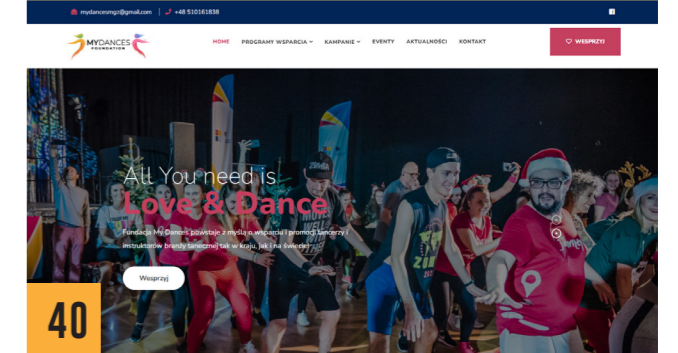 mydancesmgz@gmail.com
+48 510161838
MYDANCES
FOUNDATION
HOME
PROGRAMY WSPARCIA
KAMPANIE
EVENTY
AKTUALNOŚCI
KONTAKT
WESPRZYJ
All You need is
Love & Dance
Fundacja My Dances powstaje z myślą o wsparciu i promocji tancerzy i
instruktorów branży tanecznej tak w kraju, jak i na świecie!
Wesprzyj
40